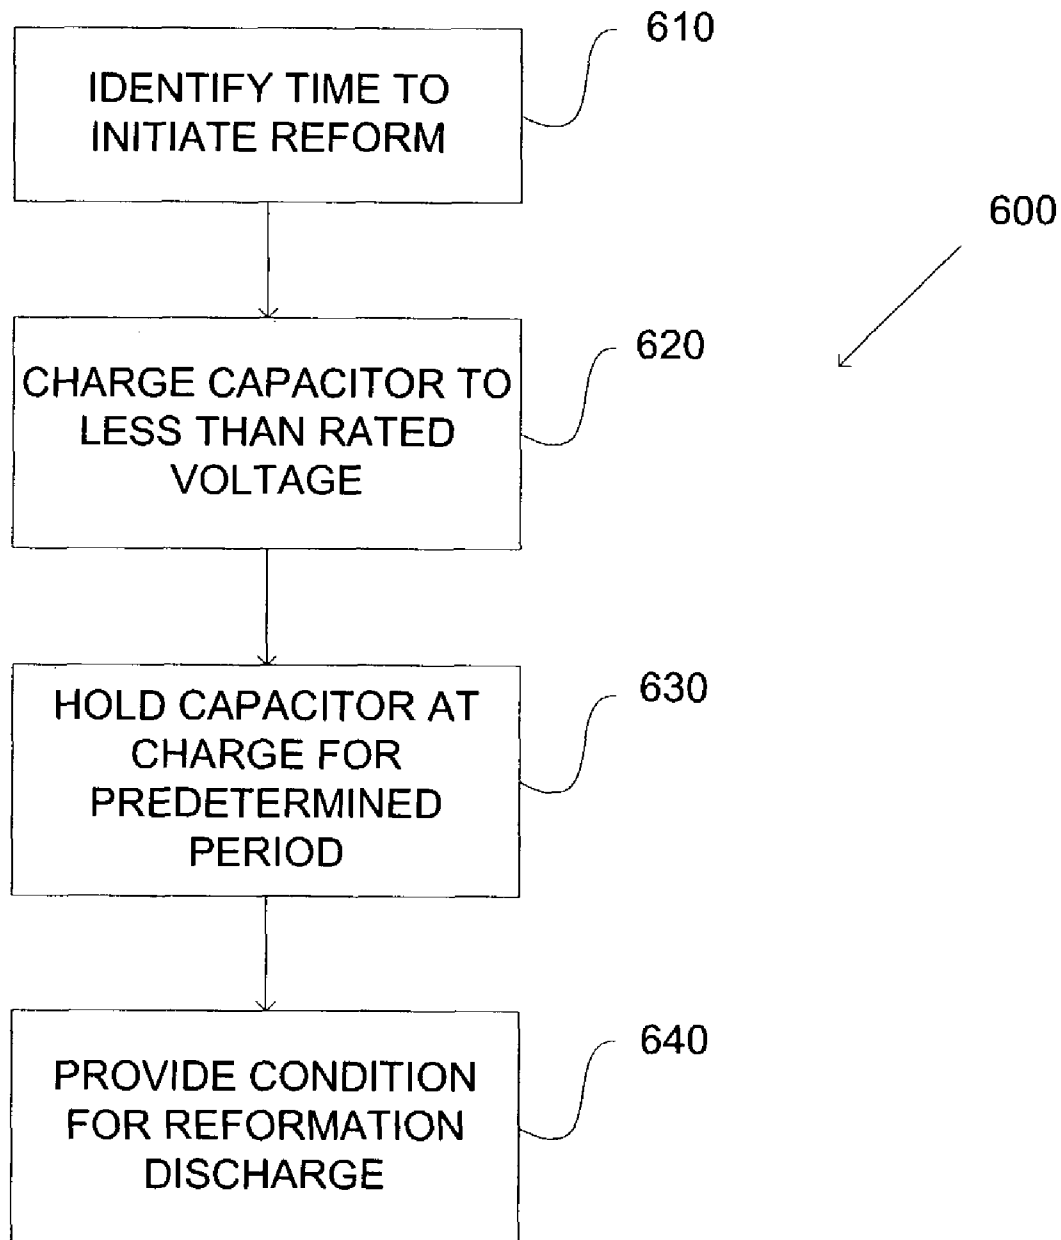 610
IDENTIFY TIME TO
INITIATE REFORM
600
620
CHARGE CAPACITOR TO
LESS THAN RATED
VOLTAGE
630
HOLD CAPACITOR AT
CHARGE FOR
PREDETERMINED
PERIOD
640
PROVIDE CONDITION
FOR REFORMATION
DISCHARGE